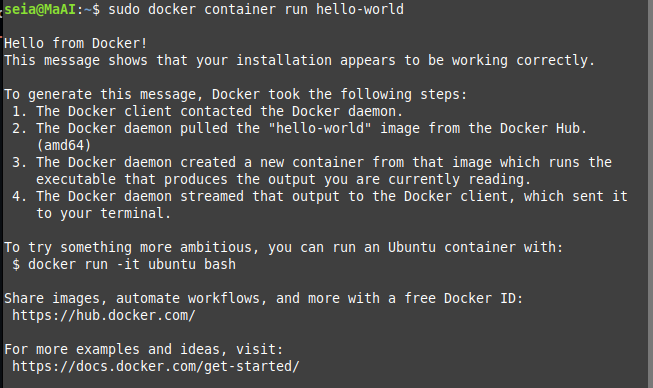 seia@MaAI:~$ sudo docker container run hello-world
Hello from Docker!
This message shows that your installation appears to be working correctly.
To generate this message, Docker took the following steps:
1. The Docker client contacted the Docker daemon.
2. The Docker daemon pulled the "hello-world" image from the Docker Hub.
(amd64)
3. The Docker daemon created a new container from that image which runs the
executable that produces the output you are currently reading.
4. The Docker daemon streamed that output to the Docker client, which sent it
to your terminal.
To try something more ambitious, you can run an Ubuntu container with:
$ docker run -it ubuntu bash
Share images, automate workflows, and more with a free Docker ID:
https://hub.docker.com/
For more examples and ideas, visit:
https://docs.docker.com/get-started/